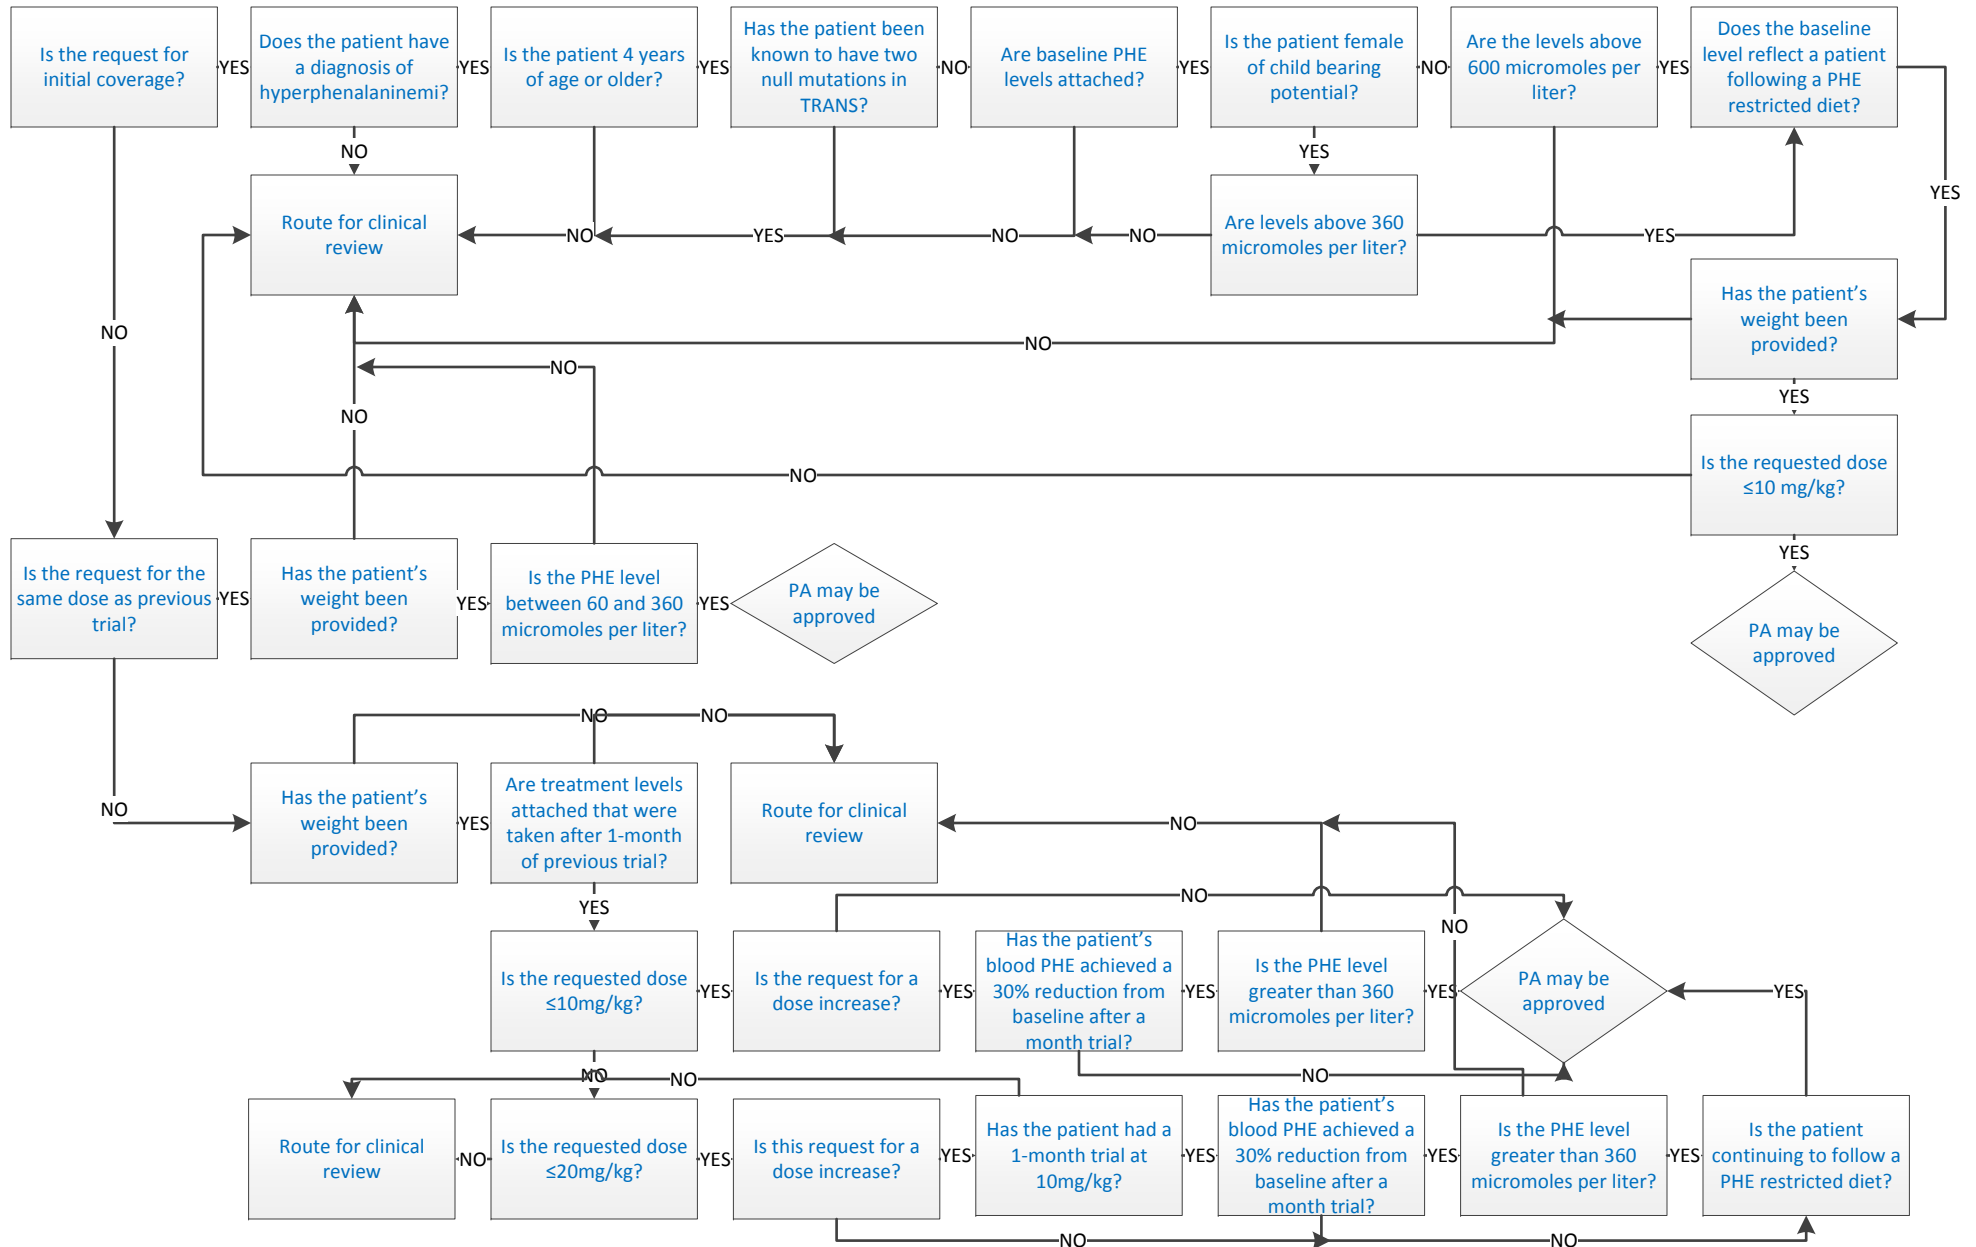 Is the request for
initial coverage?
YES
Does the patient have
a diagnosis of
hyperphenalaninemi?
YES
Is the patient 4 years
of age or older?
YES
Has the patient been
known to have two
null mutations in
TRANS?
NO
Are baseline PHE
levels attached?
YES
Is the patient female
of child bearing
potential?
NO
Are the levels above
600 micromoles per
liter?
YES
Does the baseline
level reflect a patient
following a PHE
restricted diet?
NO
YES
YES
Route for clinical
review
NO
YES
NO
NO
Are levels above 360
micromoles per liter?
YES
NO
NO
Has the patient's
weight been
provided?
YES
NO
NO
NO
Is the requested dose
≤10 mg/kg?
YES
Is the request for the
same dose as previous
trial?
YES
Has the patient's
weight been
provided?
YES
Is the PHE level
between 60 and 360
micromoles per liter?
YES
PA may be
approved
PA may be
approved
NO
NO
NO
Has the patient's
weight been
provided?
YES
Are treatment levels
attached that were
taken after 1-month
of previous trial?
Route for clinical
review
NO
YES
NO
NO
Is the requested dose
≤10mg/kg?
YES
Is the request for a
dose increase?
YES
Has the patient's
blood PHE achieved a
30% reduction from
baseline after a
month trial?
YES
Is the PHE level
greater than 360
micromoles per liter?
YES
PA may be
approved
YES
NO
NO
NO
Route for clinical
review
NO
Is the requested dose
≤20mg/kg?
YES
Is this request for a
dose increase?
YES
Has the patient had a
1-month trial at
10mg/kg?
YES
Has the patient's
blood PHE achieved a
30% reduction from
baseline after a
month trial?
YES
Is the PHE level
greater than 360
micromoles per liter?
YES
Is the patient
continuing to follow a
PHE restricted diet?
NO
NO